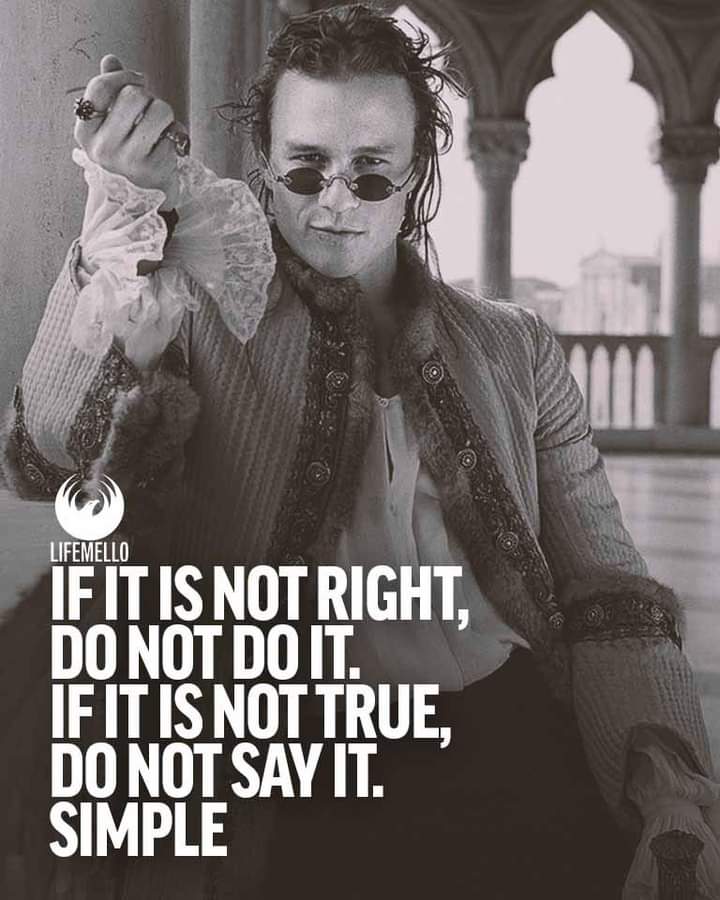 LIFEMELLO
IF IT IS NOT RIGHT,
DO NOT DO IT.
IF IT IS NOT TRUE,
DO NOT SAY IT.
SIMPLE